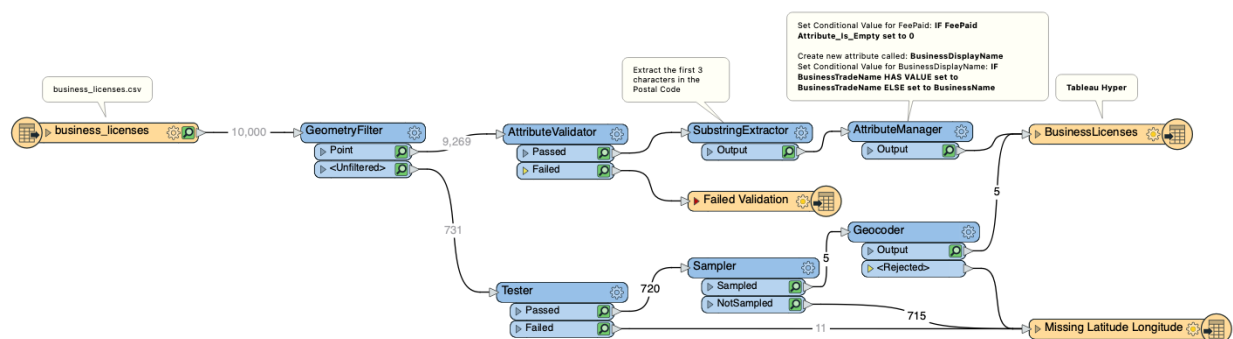 Set Conditional Value for FeePaid: IF FeePaid
Attribute_Is_Empty set to 0
Create new attribute called: BusinessDisplayName
Set Conditional Value for BusinessDisplayName: IF
BusinessTradeName HAS VALUE set to
BusinessTradeName ELSE set to BusinessName
Extract the first 3
characters in the
Postal Code
business_licenses.csv
Tableau Hyper
business_licenses
10,000
GeometryFilter
Point
<Unfiltered>
9,269
AttributeValidator
Passed
Failed
SubstringExtractor
Output
AttributeManager
Output
BusinessLicenses
Failed Validation
5
731
Tester
Passed
Failed
720
Sampler
Sampled
NotSampled
5
Geocoder
Output
<Rejected>
715
11
Missing Latitude Longitude